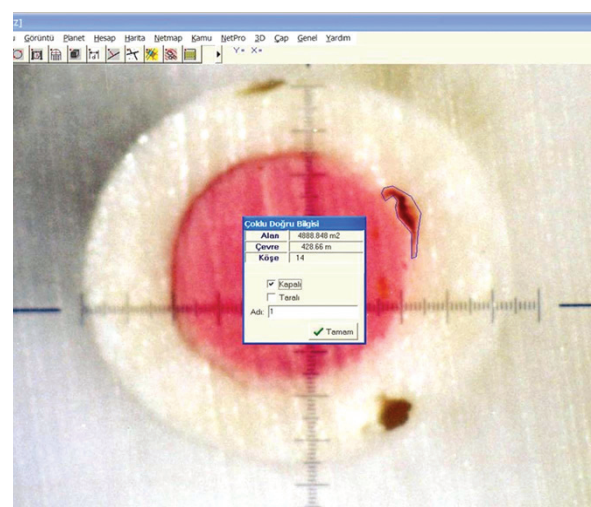 Z]
Görüntü Planet Hesap Harita Netmap Kamu NetPro 3D Çap Genel Yardım
Y= X=
Çoklu Doğru Bilgisi
Alan 4888.848 m2
Çevre 428.66 m
Köşe 14
Kapalı
Taralı
Adı: 1
Tamam